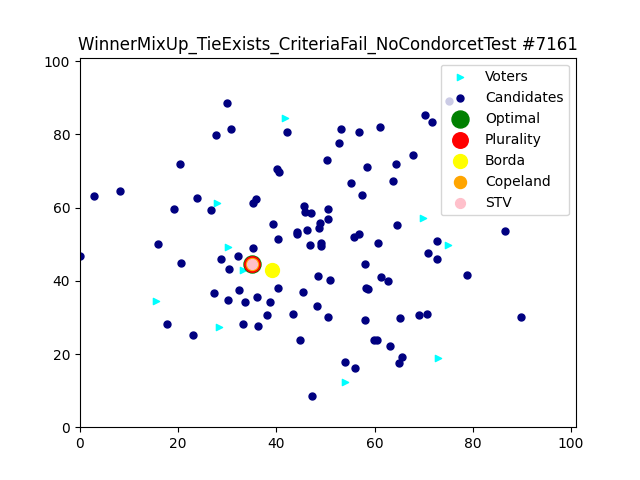 WinnerMixUp_TieExists_CriteriaFail_NoCondorcetTest #7161
100
80
60
40
20
0
0
20
40
60
80
100
Voters
Candidates
Optimal
Plurality
Borda
Copeland
STV